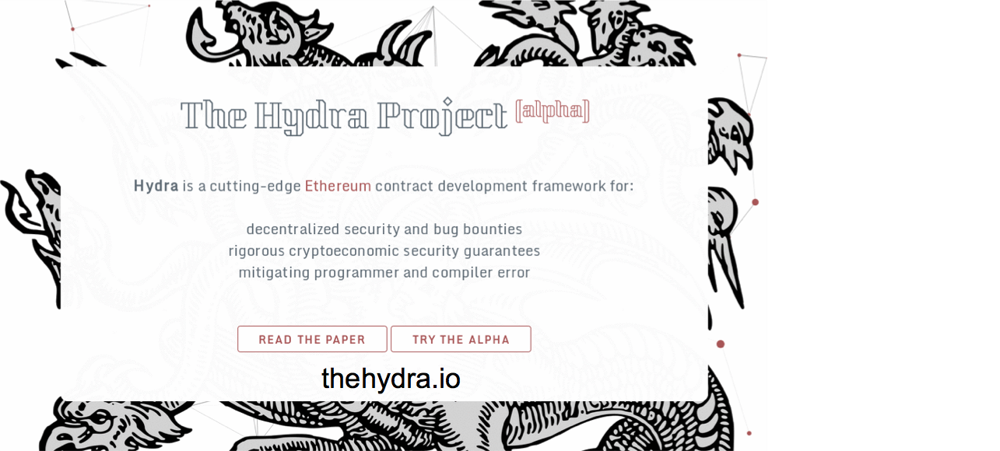 The Hydra Project [alpha]
Hydra is a cutting-edge Ethereum contract development framework for:
decentralized security and bug bounties
rigorous cryptoeconomic security guarantees
mitigating programmer and compiler error
READ THE PAPER TRY THE ALPHA
thehydra.io